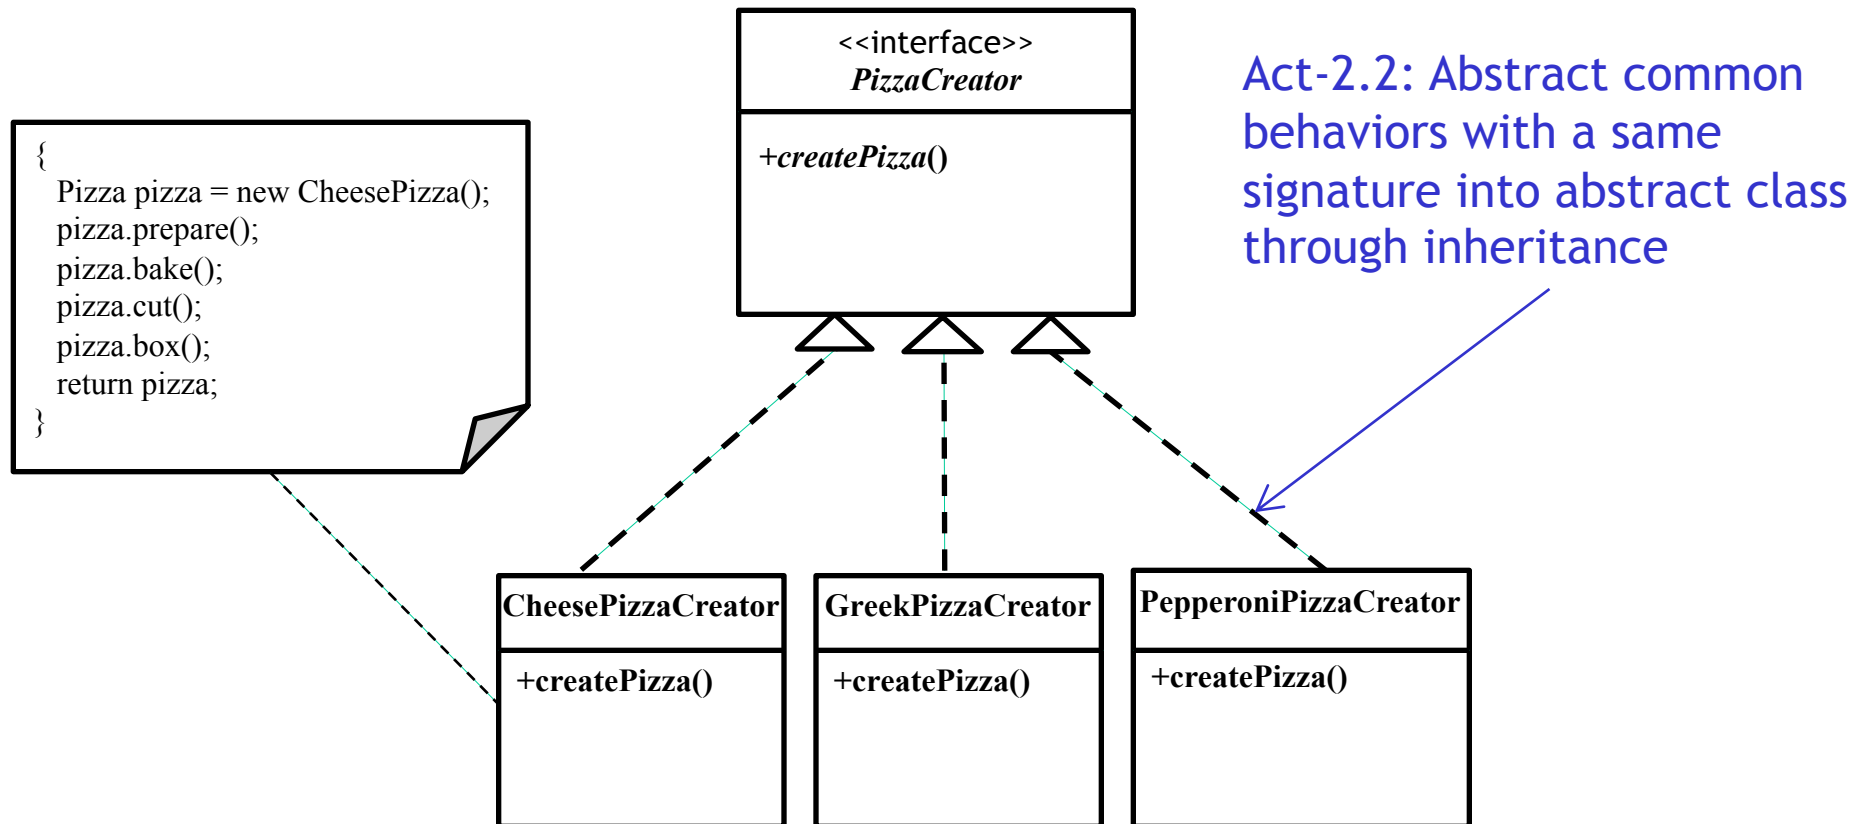 <<interface>>
PizzaCreator
+createPizza()
Act-2.2: Abstract common
behaviors with a same
signature into abstract class
through inheritance
{
Pizza pizza = new CheesePizza();
pizza.prepare();
pizza.bake();
pizza.cut();
pizza.box();
return pizza;
}
CheesePizzaCreator
+createPizza()
GreekPizzaCreator
+createPizza()
PepperoniPizzaCreator
+createPizza()